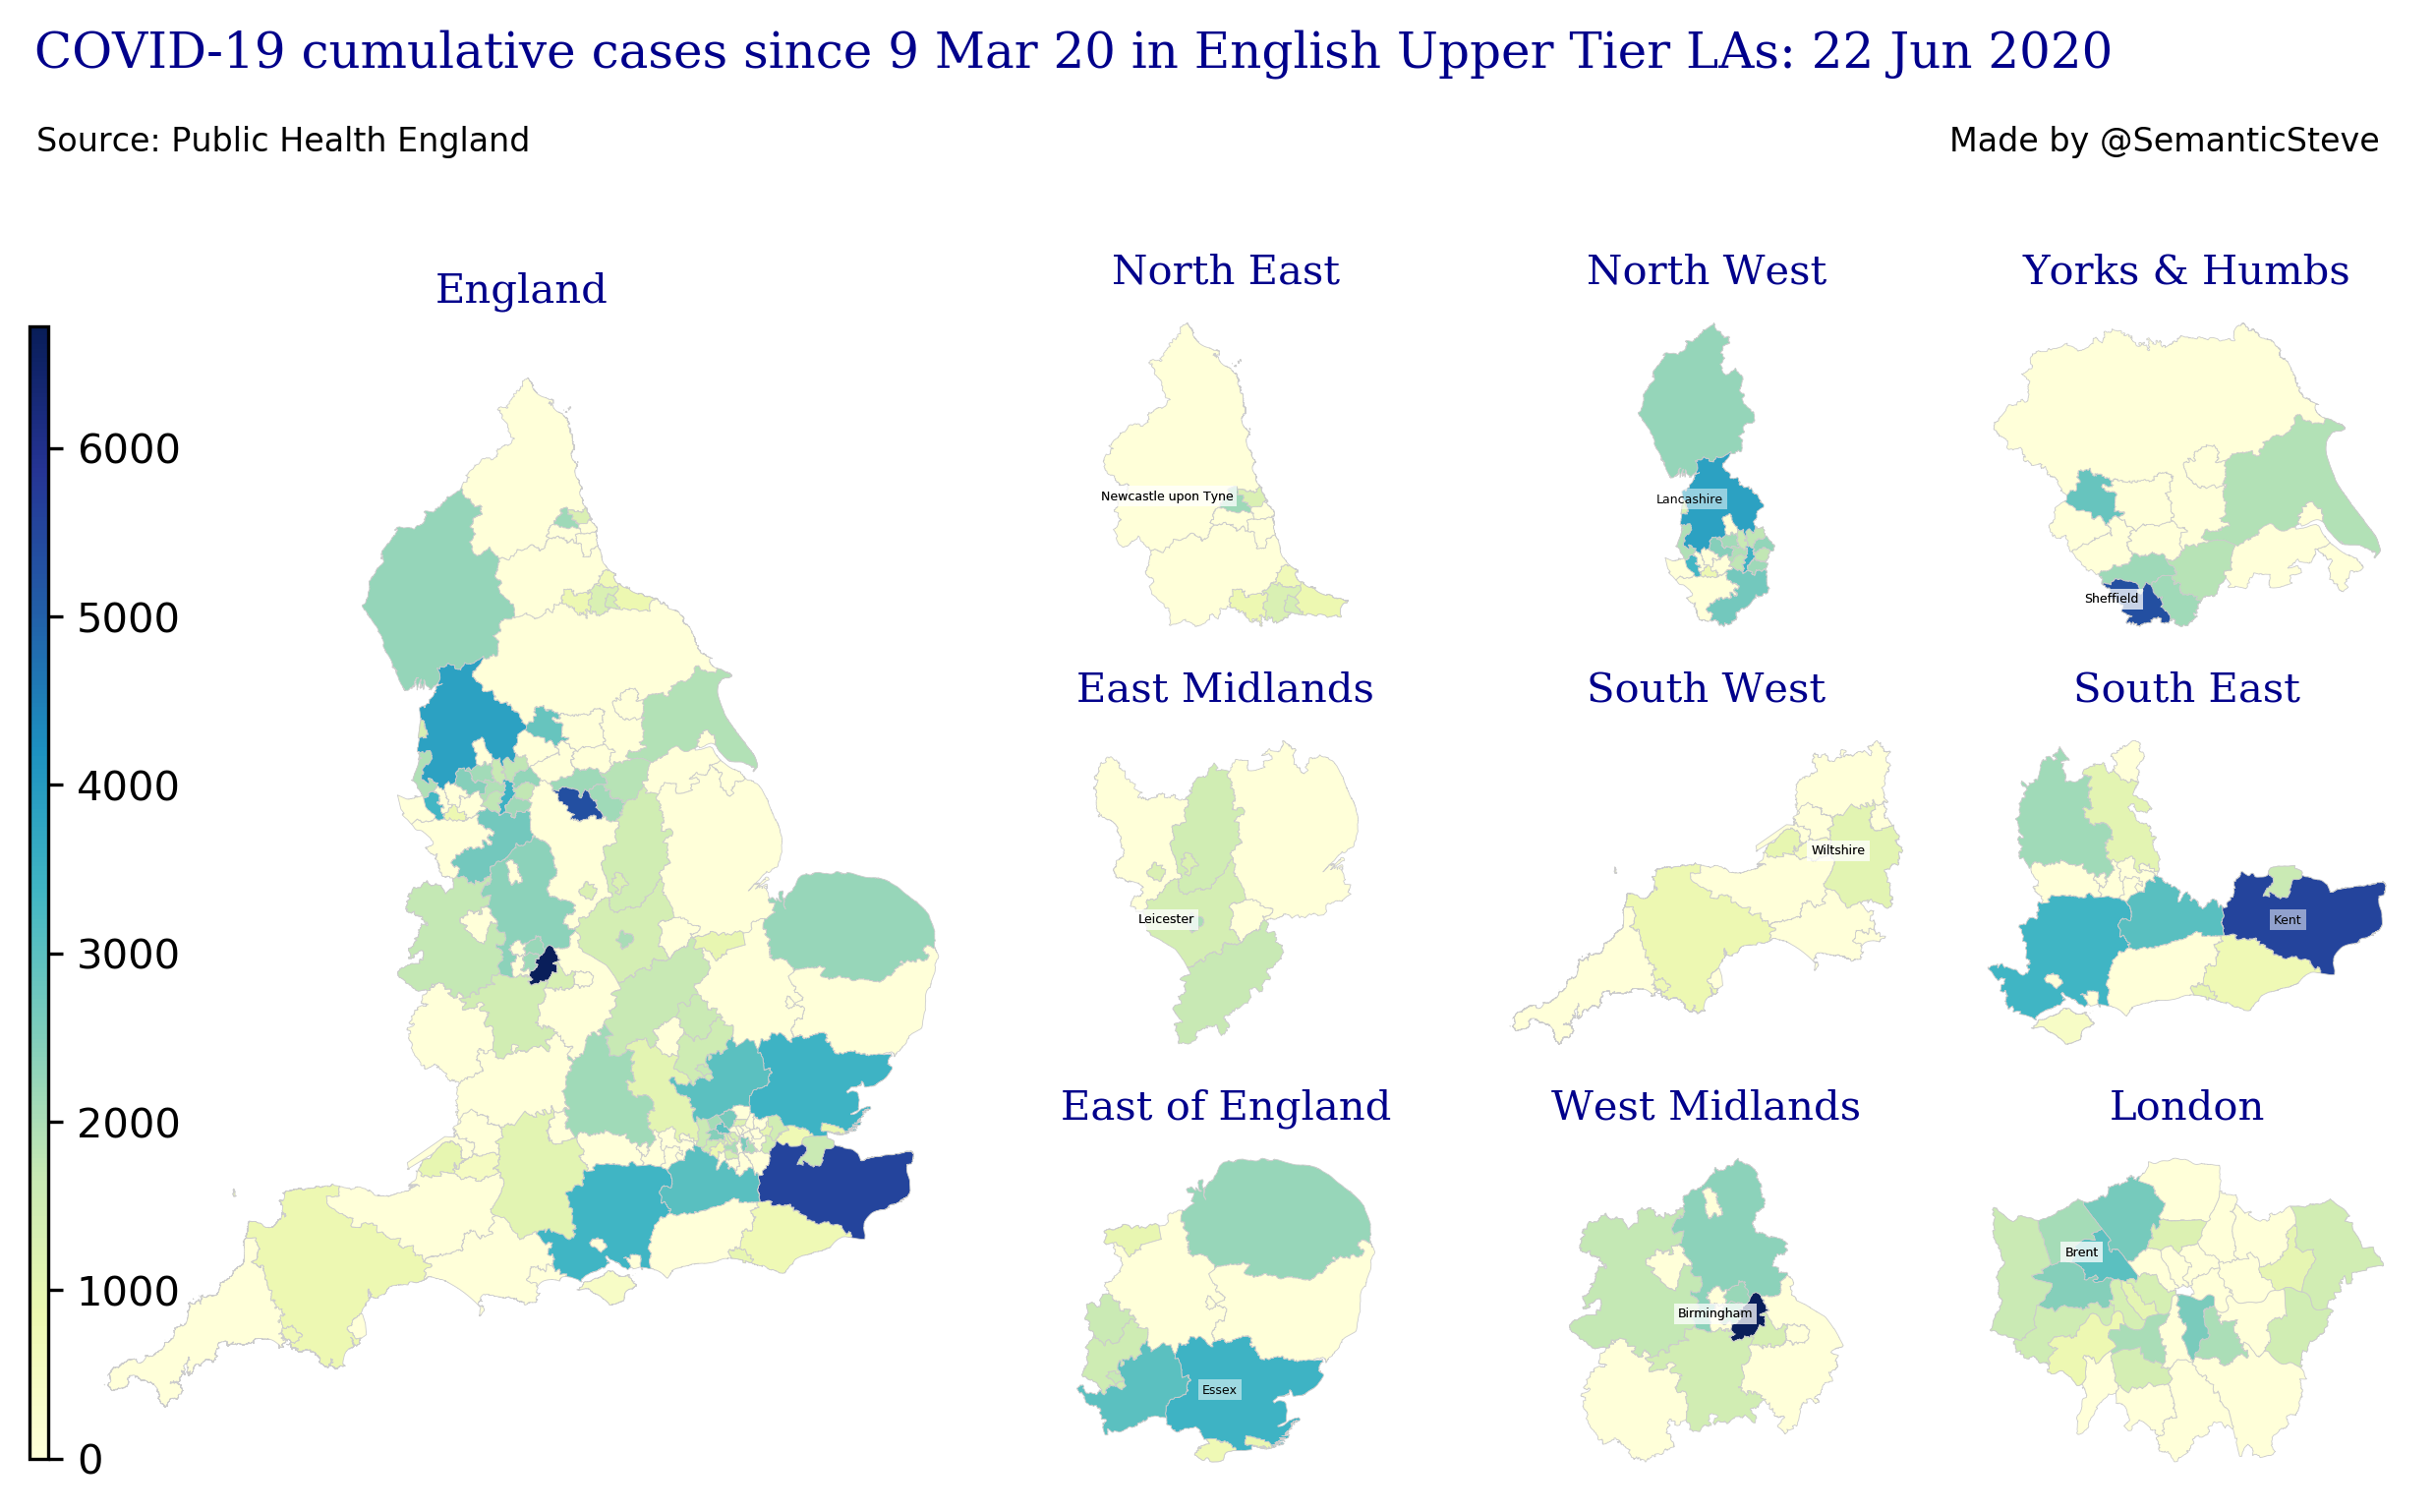 COVID-19 cumulative cases since 9 Mar 20 in English Upper Tier LAs: 22 Jun 2020
Source: Public Health England
Made by @SemanticSteve
England
6000
5000
4000
3000
2000
1000
0
North East
Newcastle upon Tyne
North West
Lancashire
Yorks & Humbs
Sheffield
East Midlands
Leicester
South West
Wiltshire
South East
Kent
East of England
Essex
West Midlands
Birmingham
London
Brent